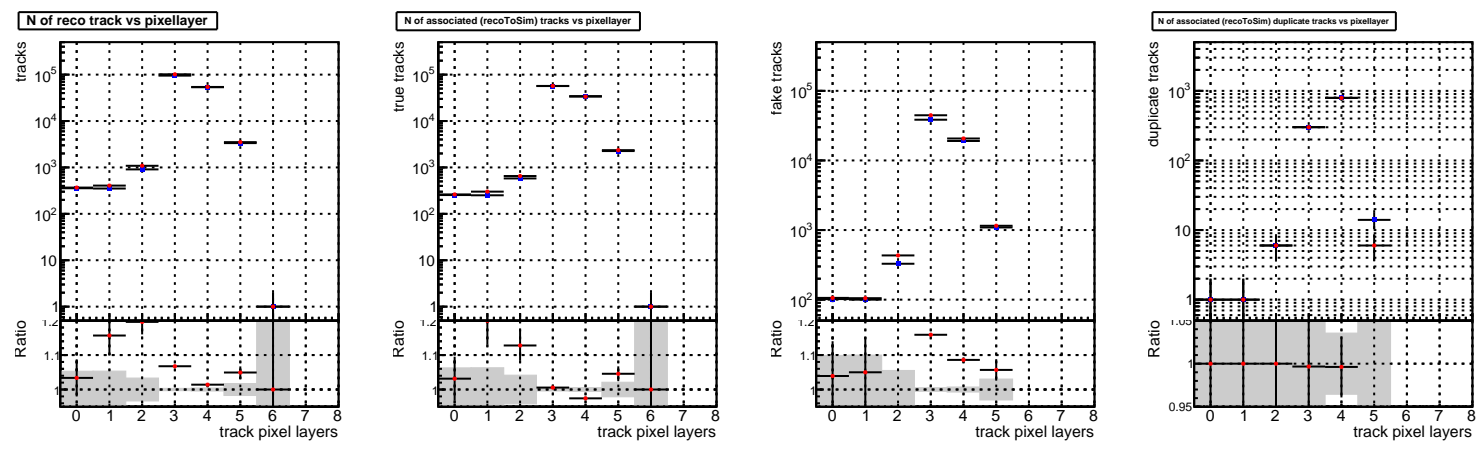 N of reco track vs pixellayer
tracks
10^5
10^4
10^3
10^2
10
1
Ratio
1.2
1.1
1
0 1 2 3 4 5 6 7 8
track pixel layers
N of associated (recoToSim) tracks vs pixellayer
true tracks
10^5
10^4
10^3
10^2
10
1
Ratio
1.2
1.1
1
0 1 2 3 4 5 6 7 8
track pixel layers
fake tracks
10^5
10^4
10^3
10^2
Ratio
1.2
1.1
1
0 1 2 3 4 5 6 7 8
track pixel layers
N of associated (recoToSim) duplicate tracks vs pixellayer
duplicate tracks
10^3
10^2
10
1
Ratio
1.05
1
0.95
0 1 2 3 4 5 6 7 8
track pixel layers